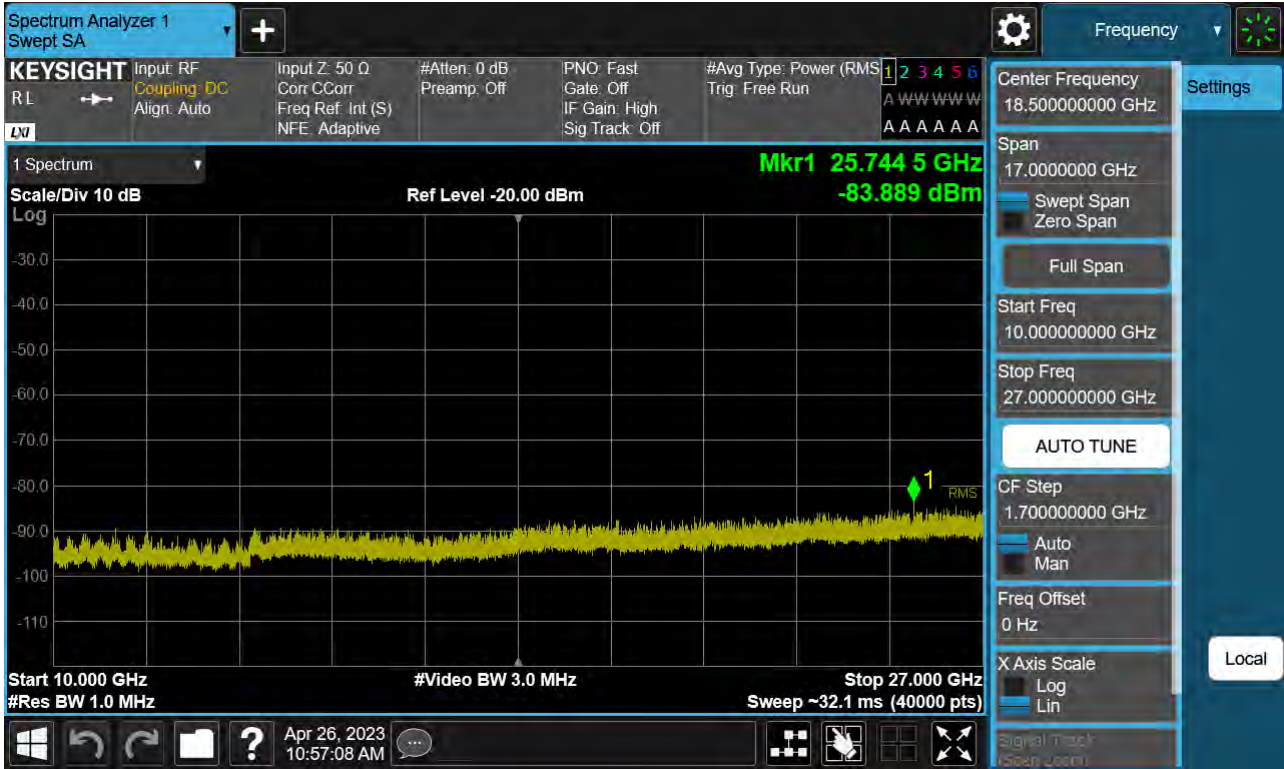 Spectrum Analyzer 1
Swept SA
+
Frequency
KEYSIGHT
R L
LXI
Input: RF
Coupling: DC
Align: Auto
Input Z: 50 Ω
Corr CCorr
Freq Ref: Int (S)
NFE: Adaptive
#Atten: 0 dB
Preamp: Off
PNO: Fast
Gate: Off
IF Gain: High
Sig Track: Off
#Avg Type: Power (RMS
Trig: Free Run
1 2 3 4 5 6
A W W W W W
A A A A A A
1 Spectrum
Scale/Div 10 dB
Log
Ref Level -20.00 dBm
Mkr1 25.744 5 GHz
-83.889 dBm
-30.0
-40.0
-50.0
-60.0
-70.0
-80.0
-90.0
-100
-110
1
RMS
Start 10.000 GHz
#Res BW 1.0 MHz
#Video BW 3.0 MHz
Stop 27.000 GHz
Sweep ~32.1 ms (40000 pts)
Center Frequency
18.500000000 GHz
Span
17.0000000 GHz
Swept Span
Zero Span
Full Span
Start Freq
10.000000000 GHz
Stop Freq
27.000000000 GHz
AUTO TUNE
CF Step
1.700000000 GHz
Auto
Man
Freq Offset
0 Hz
X Axis Scale
Log
Lin
Signal Track
(Span Zoom)
Settings
Local
?
Apr 26, 2023
10:57:08 AM